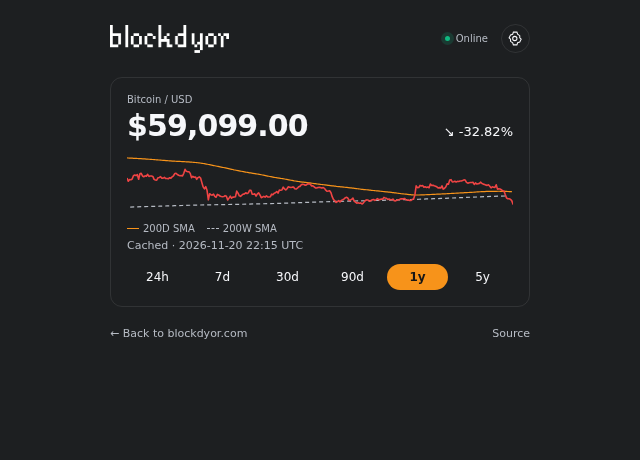 blockdyor
Online
Bitcoin / USD
$59,099.00
↘ -32.82%
200D SMA
200W SMA
Cached · 2026-11-20 22:15 UTC
24h 7d 30d 90d 1y 5y
← Back to blockdyor.com
Source